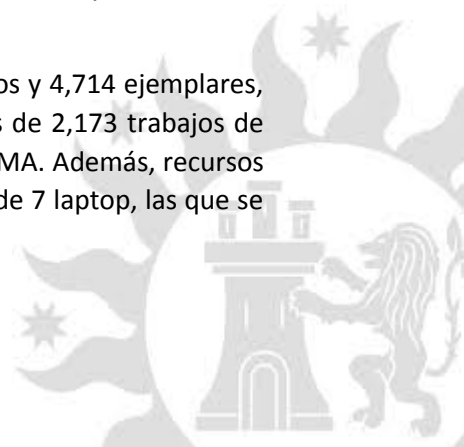 os y 4,714 ejemplares,
s de 2,173 trabajos de
MA. Además, recursos
de 7 laptop, las que se